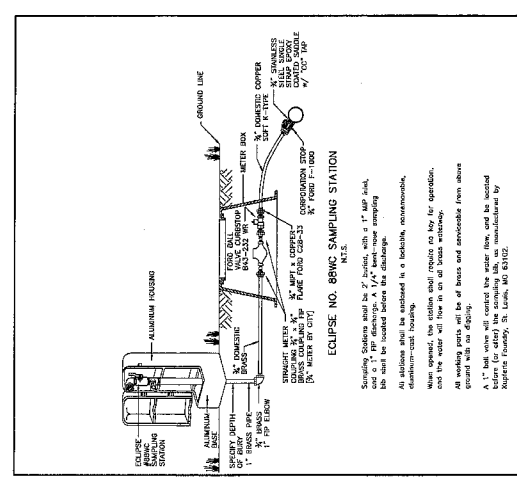 ECLIPSE
#88WC
SAMPLING
STATION
ALUMINUM HOUSING
ALUMINUM
BASE
SPECIFY DEPTH
OF BURY
1" BRASS PIPE
¾" BRASS
1" FIP ELBOW
¾" DOMESTIC
BRASS
STRAIGHT METER
COUPLING ¾" x ¾"
BRASS COUPLING FIP
[¾" METER BY CITY]
¾" MIPT x COPPER
FLARE FORD C28-33
FORD BALL
VALVE CURBSTOP
B43-232 WR
METER BOX
GROUND LINE
CORPORATION STOP
¾" FORD F-1000
¾" DOMESTIC COPPER
SOFT K-TYPE
¾" STAINLESS
STEEL SINGLE
STRAP EPOXY
COATED SADDLE
w/ "CC" TAP
ECLIPSE NO. 88WC SAMPLING STATION
N.T.S.
Sampling Stations shall be 2' buried, with a 1" MIP inlet,
and a 1" FIP discharge. A 1/4" bent-nose sampling
bib shall be located before the discharge.
All stations shall be enclosed in a lockable, nonremovable,
aluminum-cast housing.
When opened, the station shall require no key for operation,
and the water will flow in an all brass waterway.
All working parts will be of brass and serviceable from above
ground with no digging.
A 1" ball valve will control the water flow, and be located
before (or after) the sampling bib, as manufactured by
Kupferle Foundry, St. Louis, MO 63102.